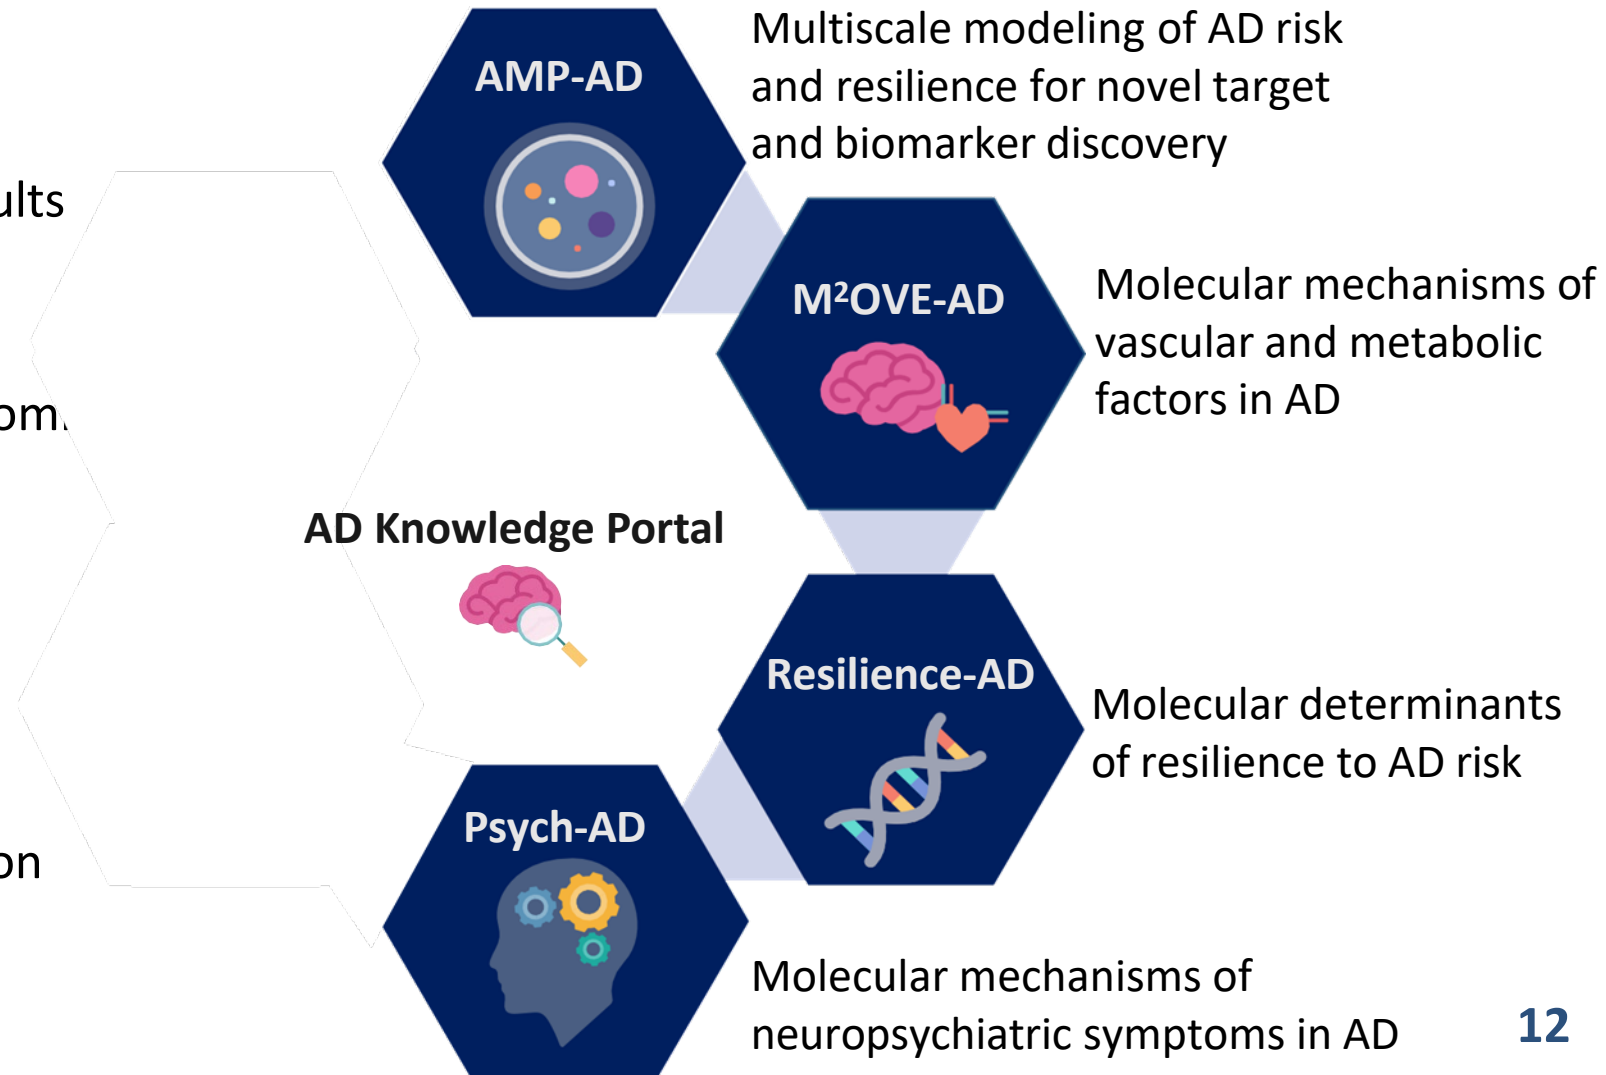 AMP-AD
Multiscale modeling of AD risk
and resilience for novel target
and biomarker discovery
M²OVE-AD
Molecular mechanisms of
vascular and metabolic
factors in AD
AD Knowledge Portal
Resilience-AD
Molecular determinants
of resilience to AD risk
Psych-AD
Molecular mechanisms of
neuropsychiatric symptoms in AD
12